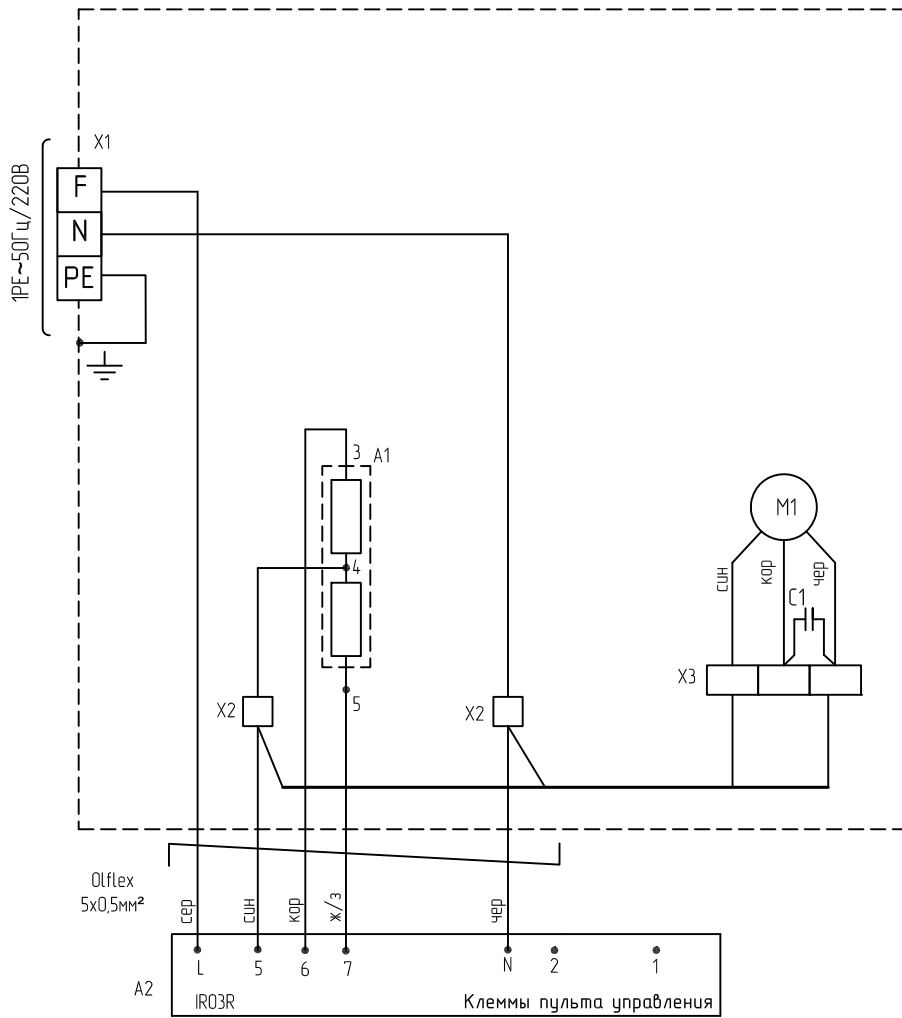 X1
1PE~50Гц/220В
F
N
PE
3
A1
4
5
X2
X2
M1
син
кор
чер
C1
X3
Olflex
5x0,5мм²
сер
син
кор
ж/з
чер
A2
L
5
6
7
N
2
1
IR03R
Клеммы пульта управления